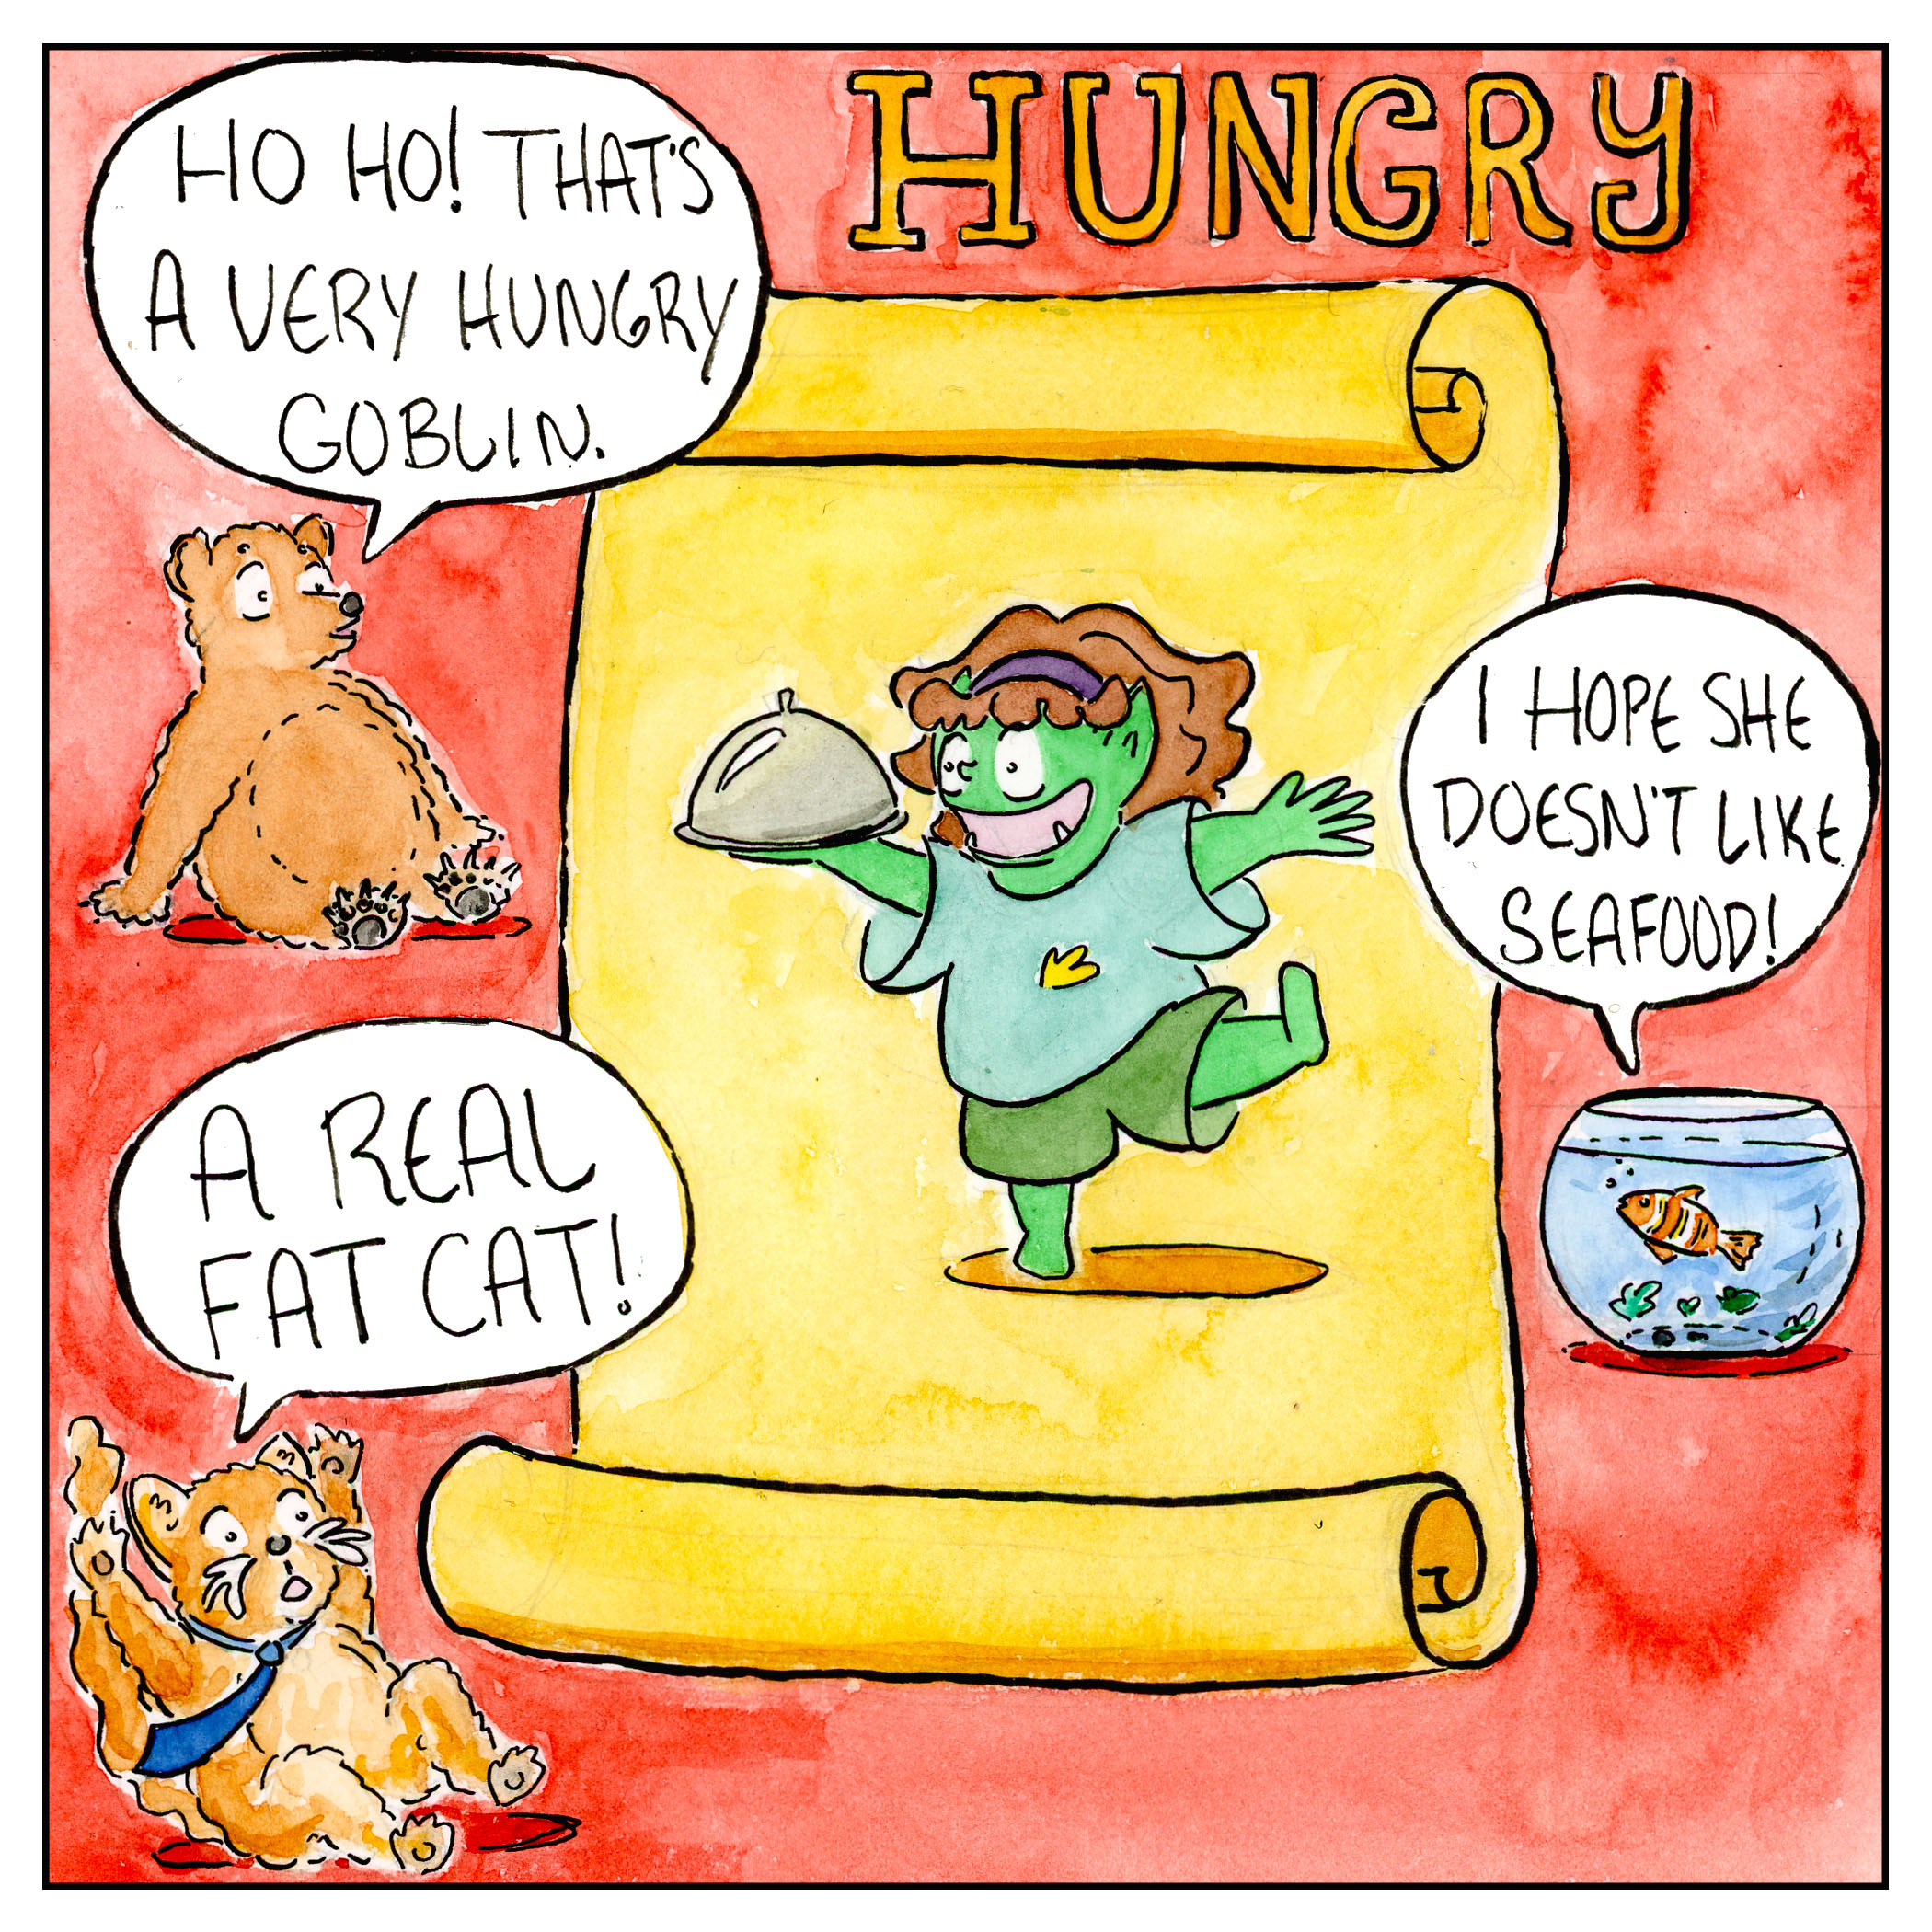 HUNGRY
HO HO! THAT'S
A VERY HUNGRY
GOBLIN.
I HOPE SHE
DOESN'T LIKE
SEAFOOD!
A REAL
FAT CAT!